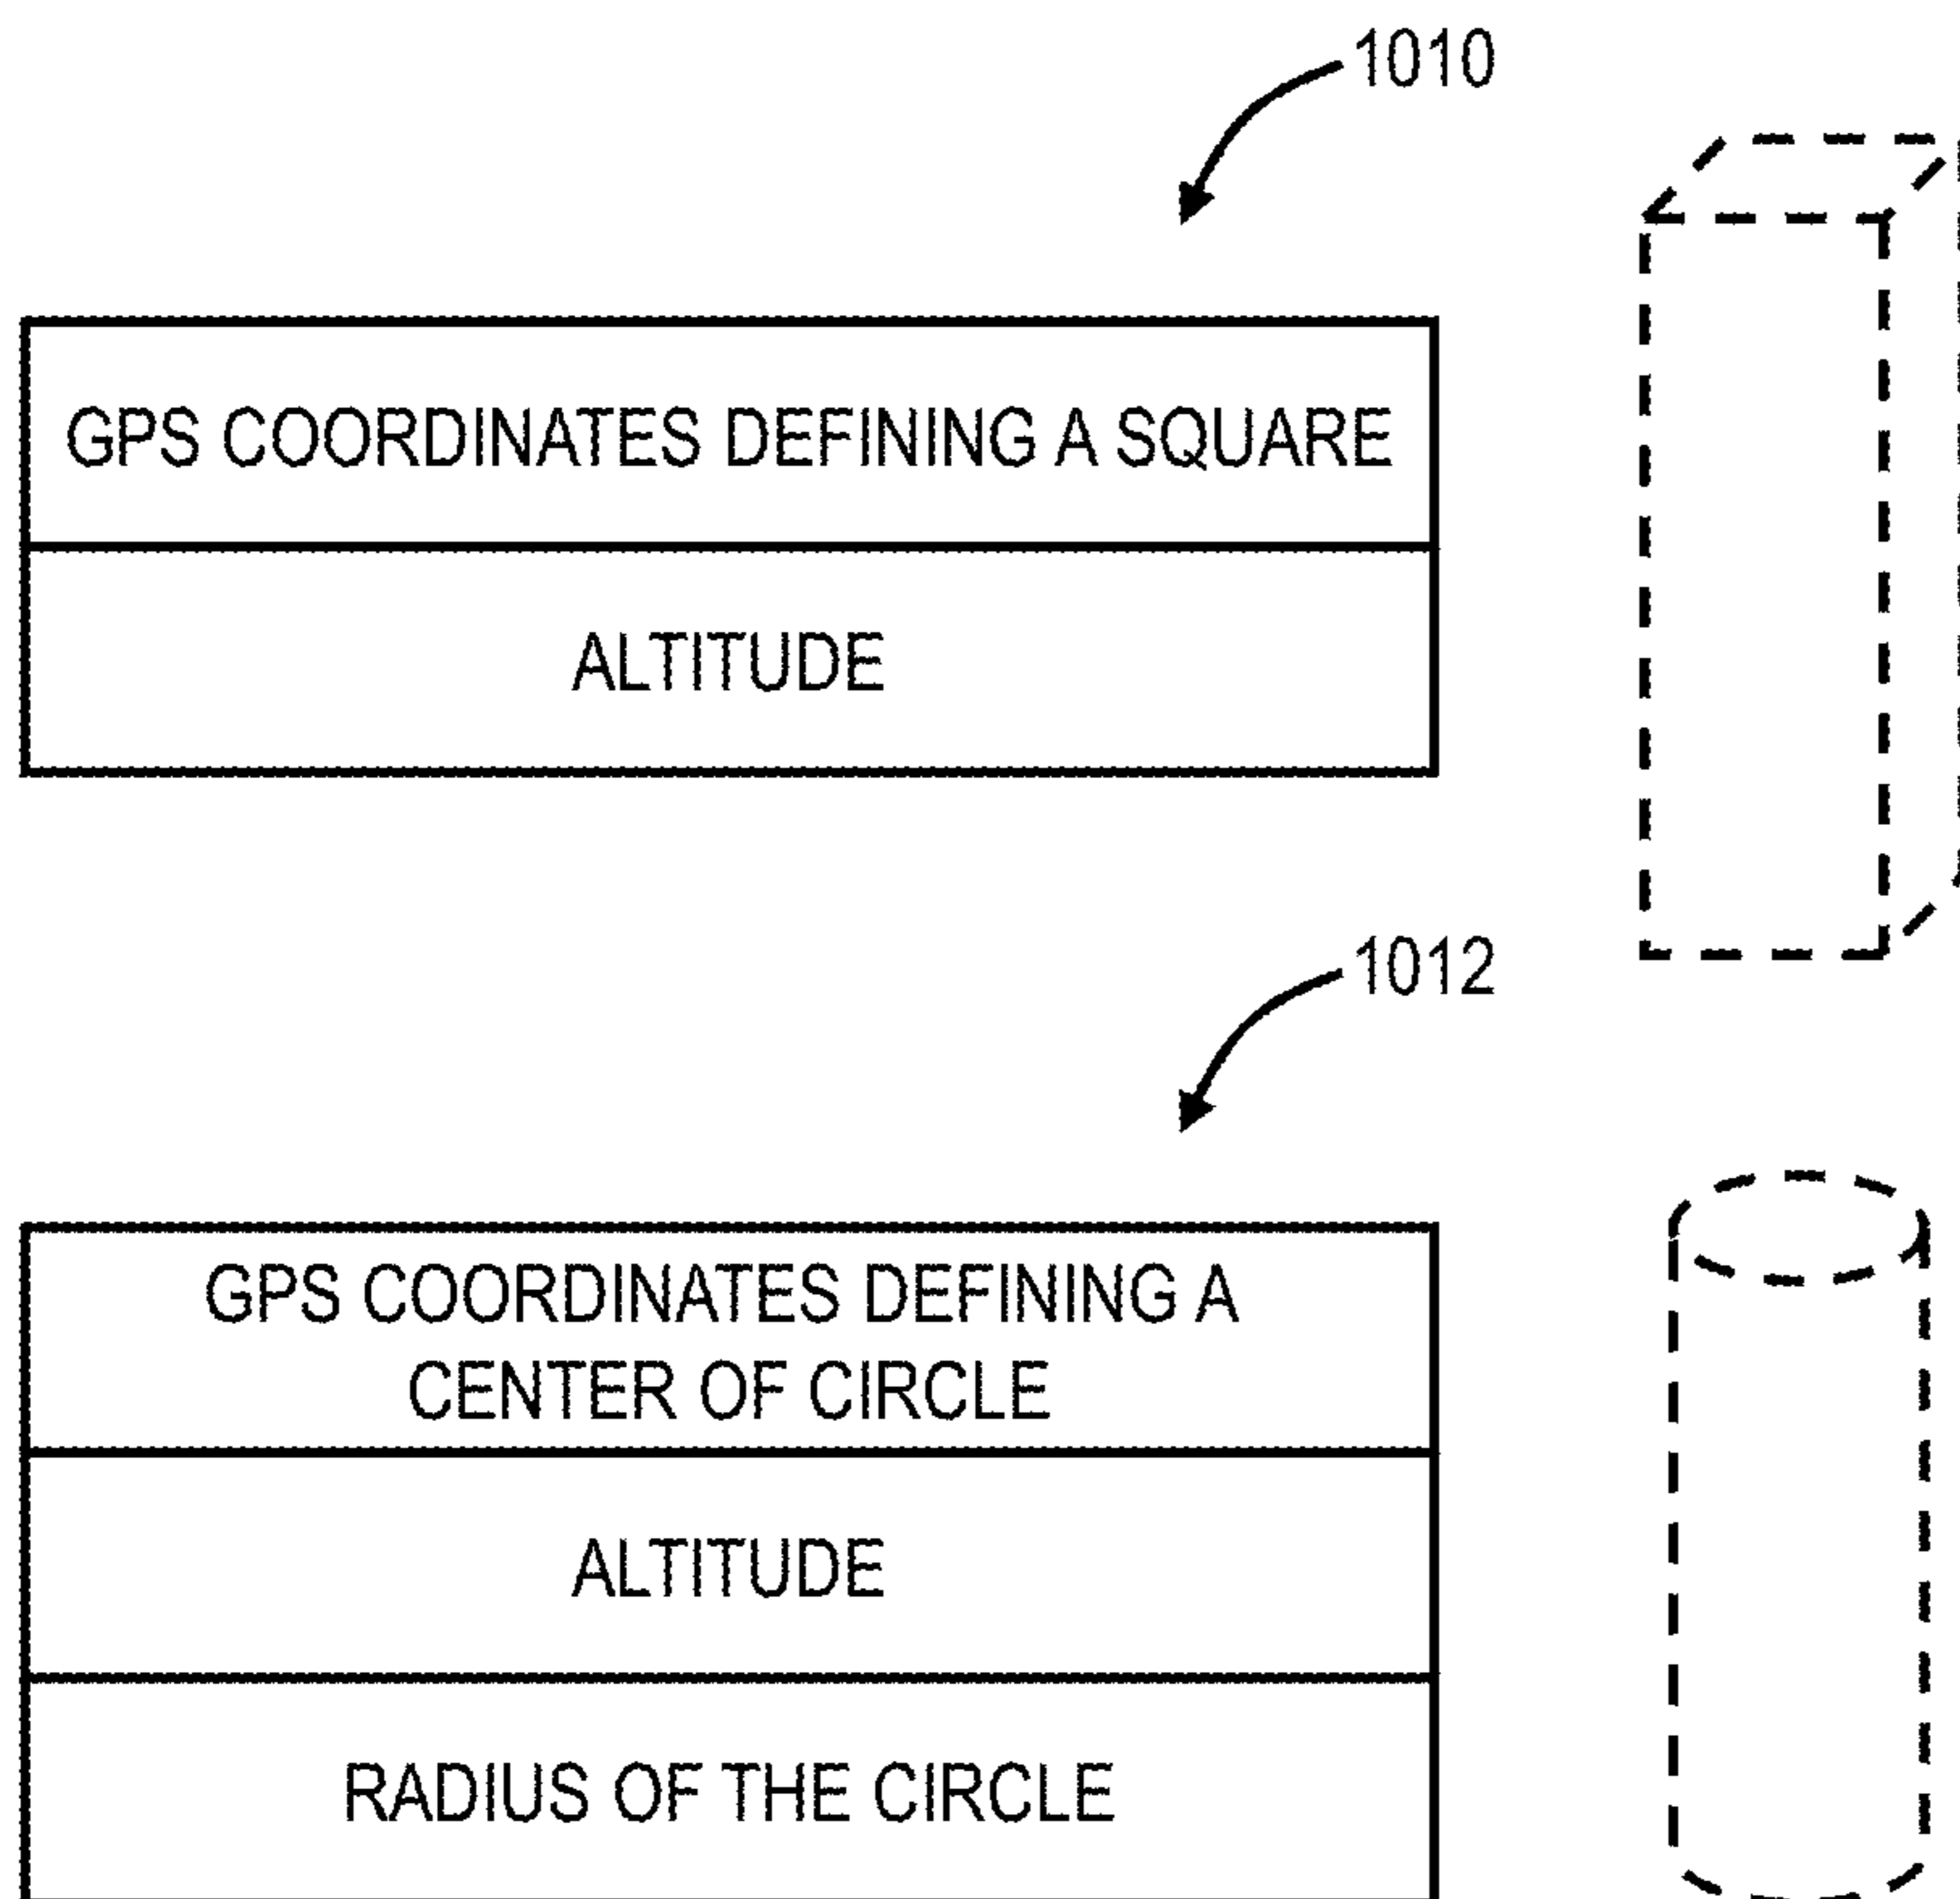 1010
GPS COORDINATES DEFINING A SQUARE
ALTITUDE
1012
GPS COORDINATES DEFINING A
CENTER OF CIRCLE
ALTITUDE
RADIUS OF THE CIRCLE